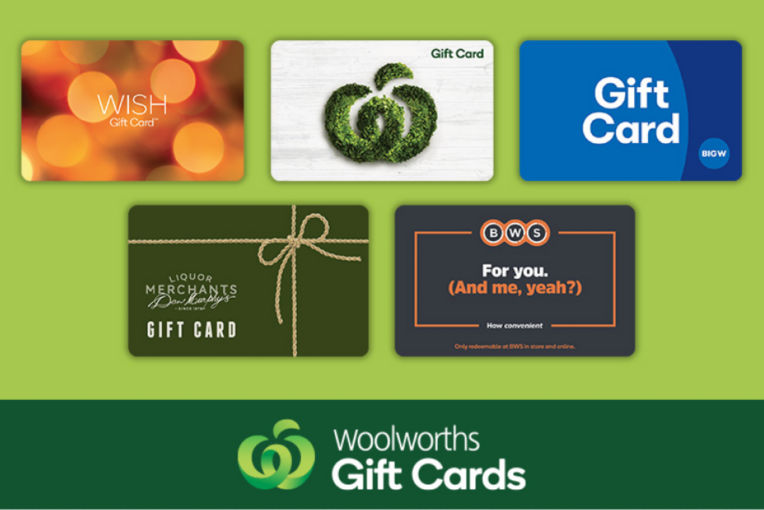 WISH
Gift Card™
Gift Card
Gift
Card
BIG W
LIQUOR
MERCHANTS
Dan Murphy's
SINCE 1952
GIFT CARD
BWS
For you.
(And me, yeah?)
How convenient
Only redeemable at BWS in store and online.
Woolworths
Gift Cards